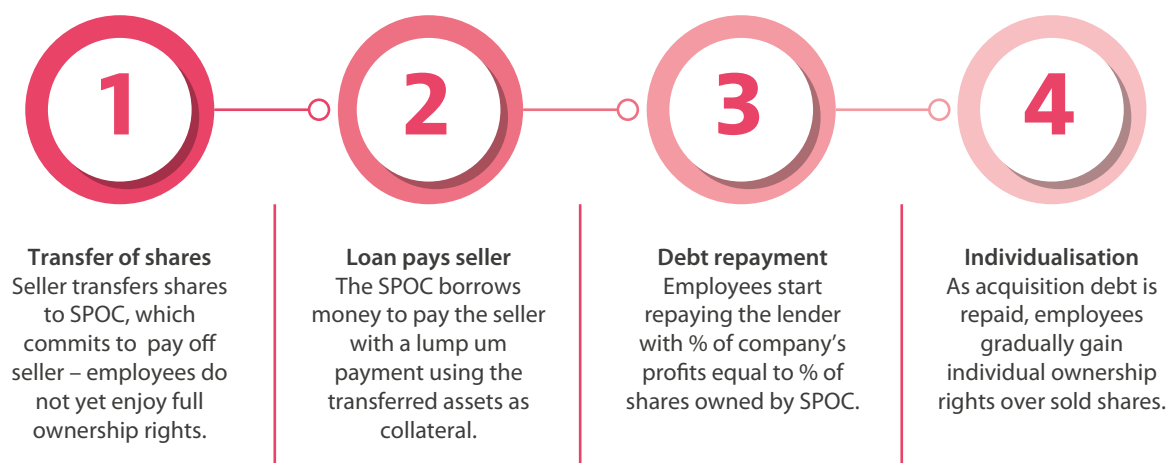 1
2
3
4
Transfer of shares
Seller transfers shares
to SPOC, which
commits to  pay off
seller – employees do
not yet enjoy full
ownership rights.
Loan pays seller
The SPOC borrows
money to pay the seller
with a lump um
payment using the
transferred assets as
collateral.
Debt repayment
Employees start
repaying the lender
with % of company’s
profits equal to % of
shares owned by SPOC.
Individualisation
As acquisition debt is
repaid, employees
gradually gain
individual ownership
rights over sold shares.